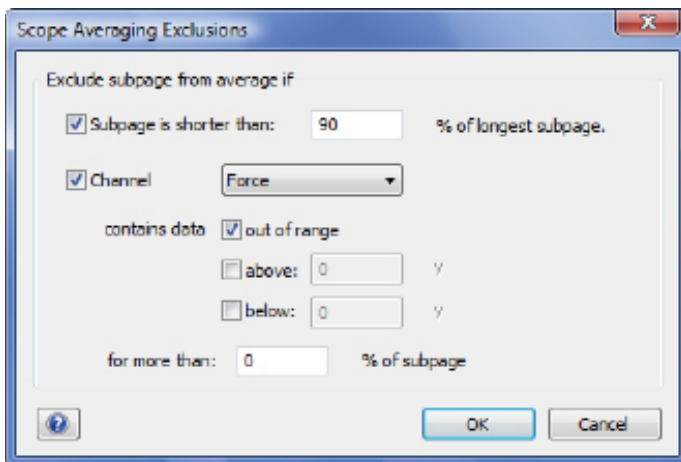 Scope Averaging Exclusions
Exclude subpage from average if
Subpage is shorter than: 90 % of longest subpage.
Channel Force
contains data out of range
above: 0 y
below: 0 y
for more than: 0 % of subpage
? OK Cancel